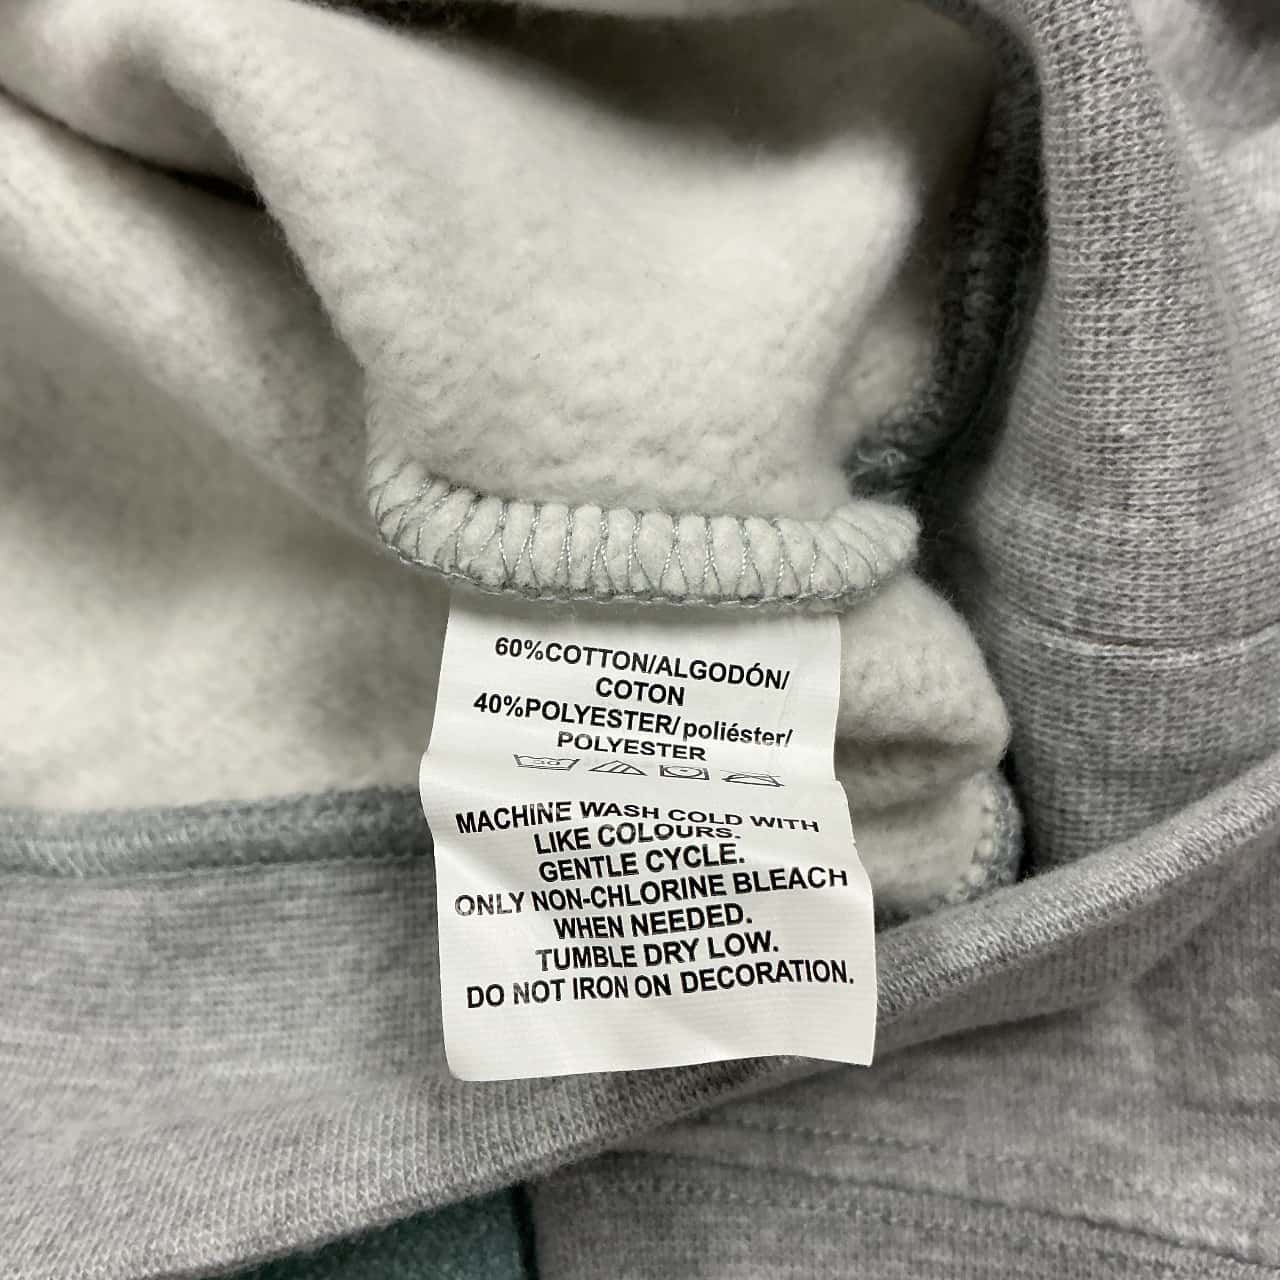 60%COTTON/ALGODÓN/
COTON
40%POLYESTER/poliéster/
POLYESTER
30
MACHINE WASH COLD WITH
LIKE COLOURS.
GENTLE CYCLE.
ONLY NON-CHLORINE BLEACH
WHEN NEEDED.
TUMBLE DRY LOW.
DO NOT IRON ON DECORATION.